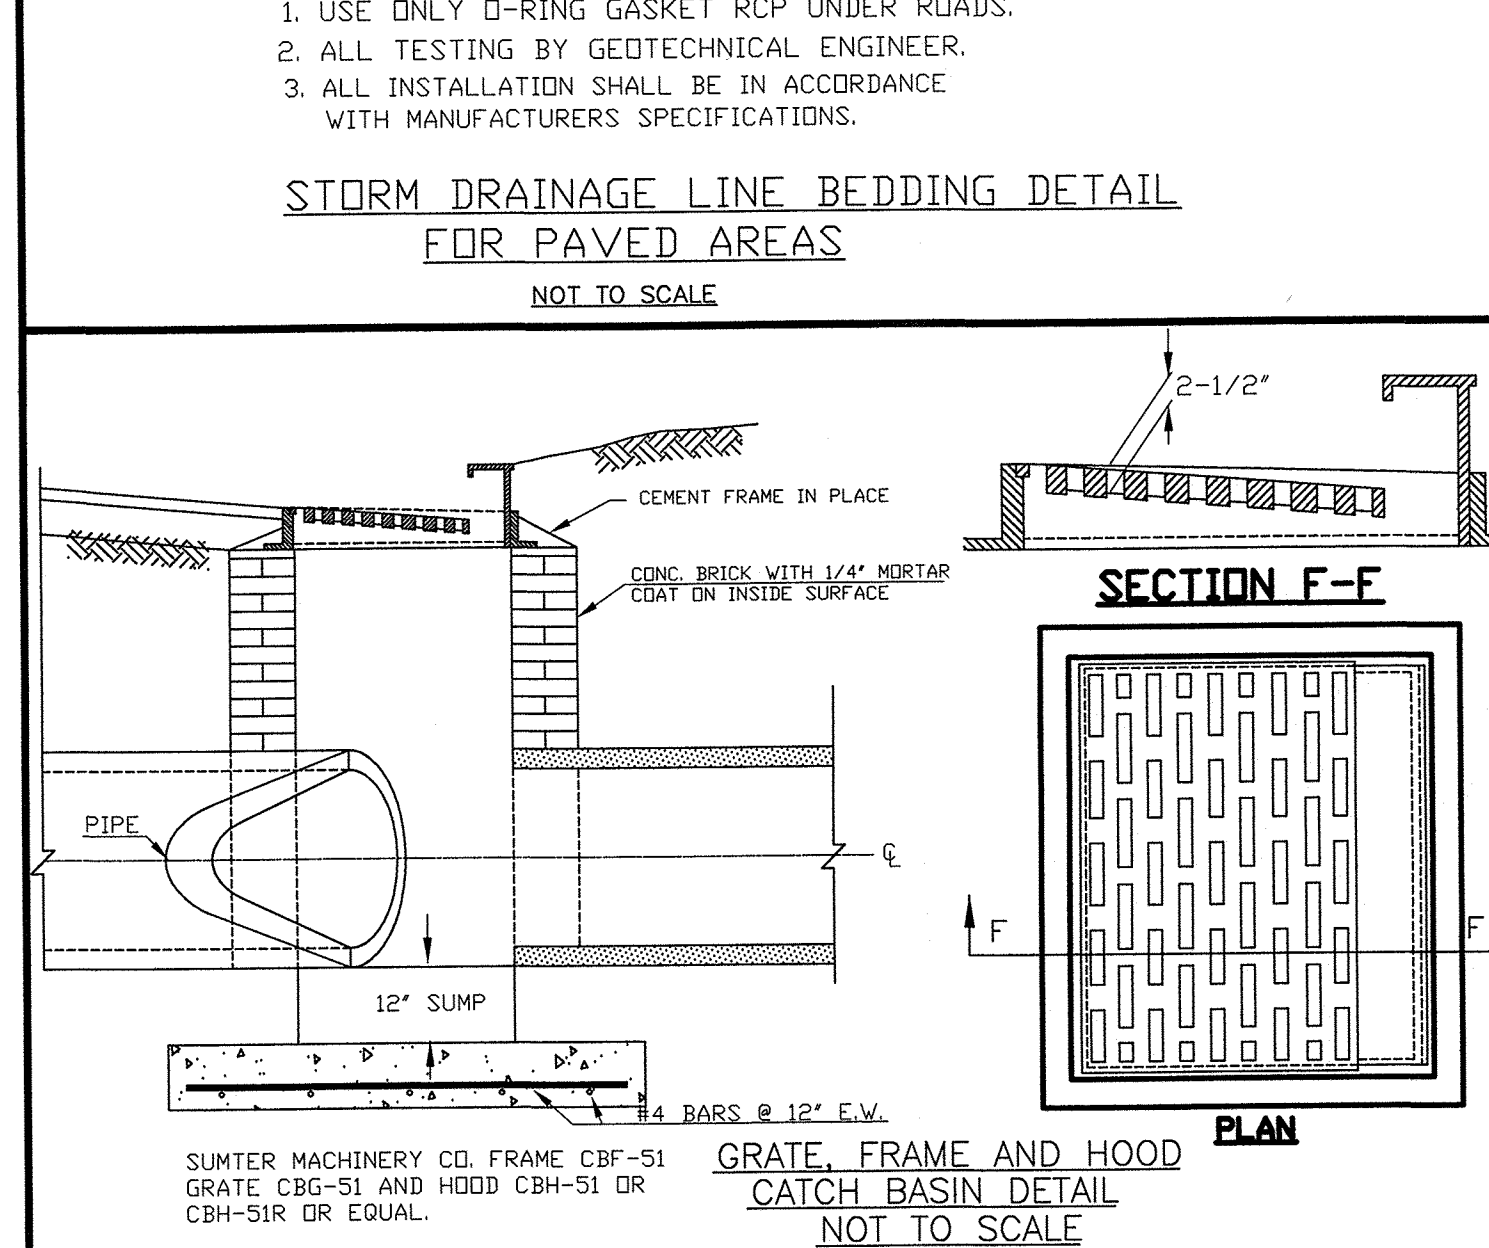 1. USE ONLY O-RING GASKET RCP UNDER ROADS.
2. ALL TESTING BY GEOTECHNICAL ENGINEER.
3. ALL INSTALLATION SHALL BE IN ACCORDANCE
WITH MANUFACTURERS SPECIFICATIONS.
STORM DRAINAGE LINE BEDDING DETAIL
FOR PAVED AREAS
NOT TO SCALE
2-1/2"
CEMENT FRAME IN PLACE
CONC. BRICK WITH 1/4" MORTAR
COAT ON INSIDE SURFACE
SECTION F-F
PIPE
℄
F
F
12" SUMP
#4 BARS @ 12" E.W.
PLAN
SUMTER MACHINERY CO. FRAME CBF-51
GRATE CBG-51 AND HOOD CBH-51 OR
CBH-51R OR EQUAL.
GRATE, FRAME AND HOOD
CATCH BASIN DETAIL
NOT TO SCALE